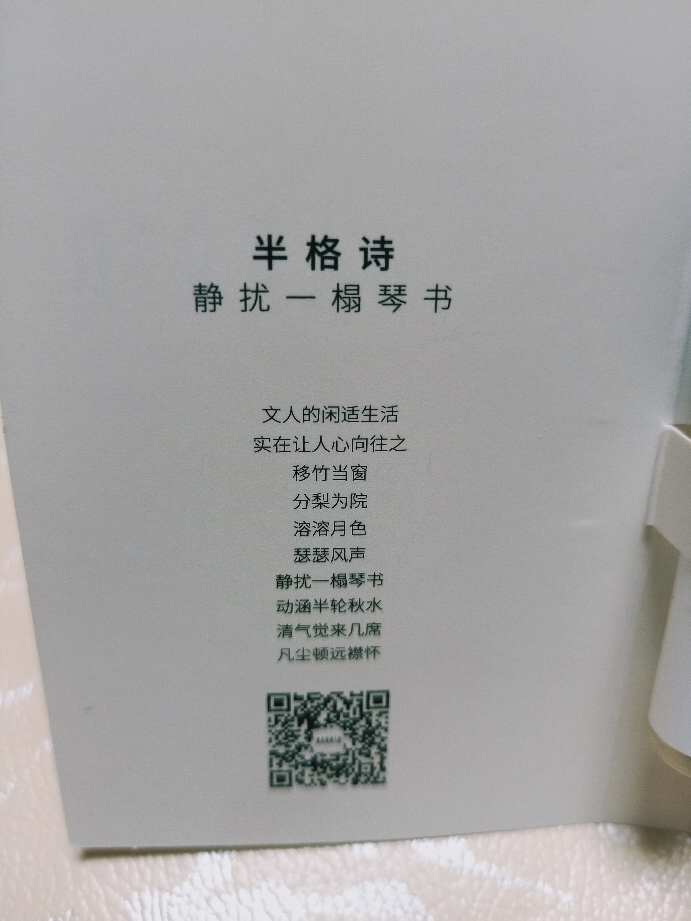 半格诗
静扰一榻琴书
文人的闲适生活
实在让人心向往之
移竹当窗
分梨为院
溶溶月色
瑟瑟风声
静扰一榻琴书
动涵半轮秋水
清气觉来几席
凡尘顿远襟怀